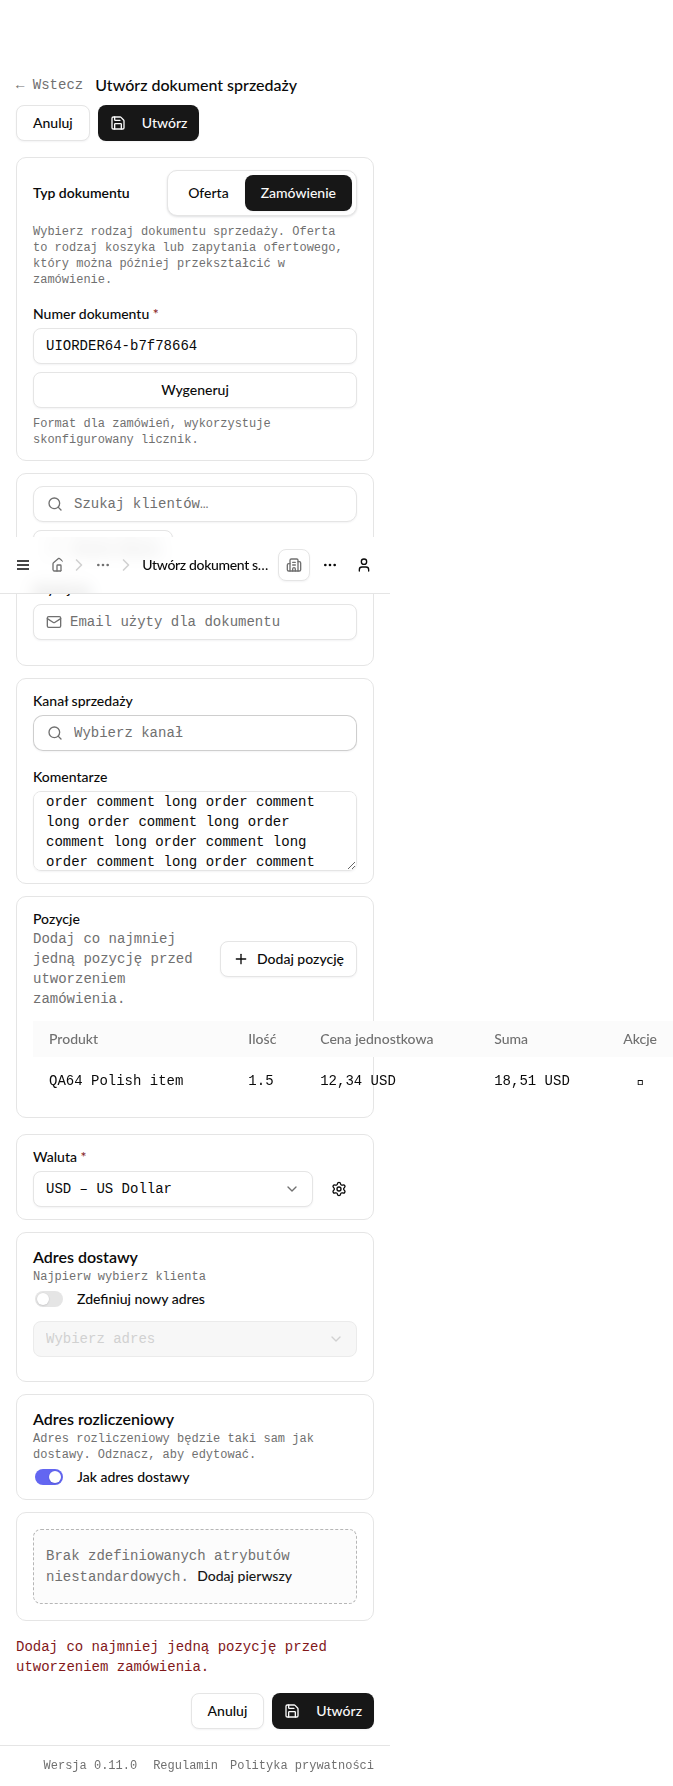 ← Wstecz Utwórz dokument sprzedaży
Anuluj Utwórz
Typ dokumentu Oferta Zamówienie
Wybierz rodzaj dokumentu sprzedaży. Oferta
to rodzaj koszyka lub zapytania ofertowego,
który można później przekształcić w
zamówienie.
Numer dokumentu *
UIORDER64-b7f78664
Wygeneruj
Format dla zamówień, wykorzystuje
skonfigurowany licznik.
Szukaj klientów…
Utwórz dokument s...
Email użyty dla dokumentu
Kanał sprzedaży
Wybierz kanał
Komentarze
order comment long order comment
long order comment long order
comment long order comment long
order comment long order comment
Pozycje
Dodaj co najmniej
jedną pozycję przed
utworzeniem
zamówienia.
Dodaj pozycję
Produkt Ilość Cena jednostkowa Suma Akcje
QA64 Polish item 1.5 12,34 USD 18,51 USD
Waluta *
USD – US Dollar
Adres dostawy
Najpierw wybierz klienta
Zdefiniuj nowy adres
Wybierz adres
Adres rozliczeniowy
Adres rozliczeniowy będzie taki sam jak
dostawy. Odznacz, aby edytować.
Jak adres dostawy
Brak zdefiniowanych atrybutów
niestandardowych. Dodaj pierwszy
Dodaj co najmniej jedną pozycję przed
utworzeniem zamówienia.
Anuluj Utwórz
Wersja 0.11.0 Regulamin Polityka prywatności